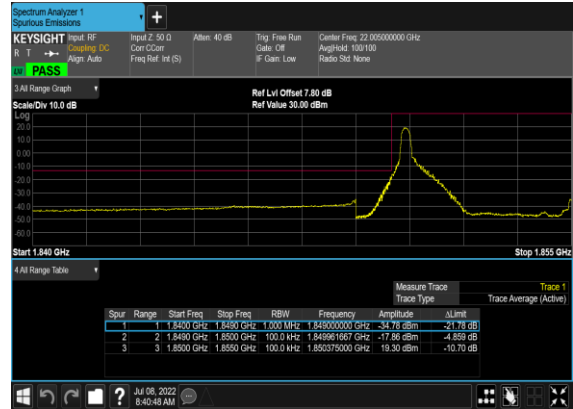 Spectrum Analyzer 1
Spurious Emissions
+
KEYSIGHT Input: RF Input Z: 50 Ω Atten: 40 dB Trig: Free Run Center Freq: 22.005000000 GHz
R T Coupling: DC Corr CCorr Gate: Off Avg|Hold: 100/100
Align: Auto Freq Ref: Int (S) IF Gain: Low Radio Std: None
PASS
3 All Range Graph Ref Lvl Offset 7.80 dB
Scale/Div 10.0 dB Ref Value 30.00 dBm
Log
20.0
10.0
0.00
-10.0
-20.0
-30.0
-40.0
-50.0
-60.0
Start 1.840 GHz Stop 1.855 GHz
4 All Range Table
Measure Trace Trace 1
Trace Type Trace Average (Active)
Spur Range Start Freq Stop Freq RBW Frequency Amplitude ΔLimit
1 1 1.8400 GHz 1.8490 GHz 1.000 MHz 1.849000000 GHz -34.78 dBm -21.78 dB
2 2 1.8490 GHz 1.8500 GHz 100.0 kHz 1.849961667 GHz -17.86 dBm -4.859 dB
3 3 1.8500 GHz 1.8550 GHz 100.0 kHz 1.850375000 GHz 19.30 dBm -10.70 dB
? Jul 08, 2022
8:40:48 AM